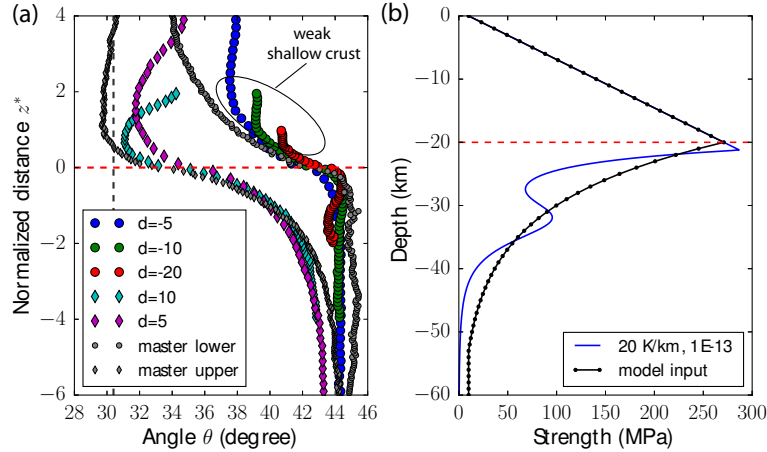 (a)
4
2
0
−2
−4
−6
Normalized distance z*
weak
shallow crust
d=-5
d=-10
d=-20
d=10
d=5
master lower
master upper
28 30 32 34 36 38 40 42 44 46
Angle θ (degree)
(b)
0
−10
−20
−30
−40
−50
−60
Depth (km)
20 K/km, 1E-13
model input
0 50 100 150 200 250 300
Strength (MPa)